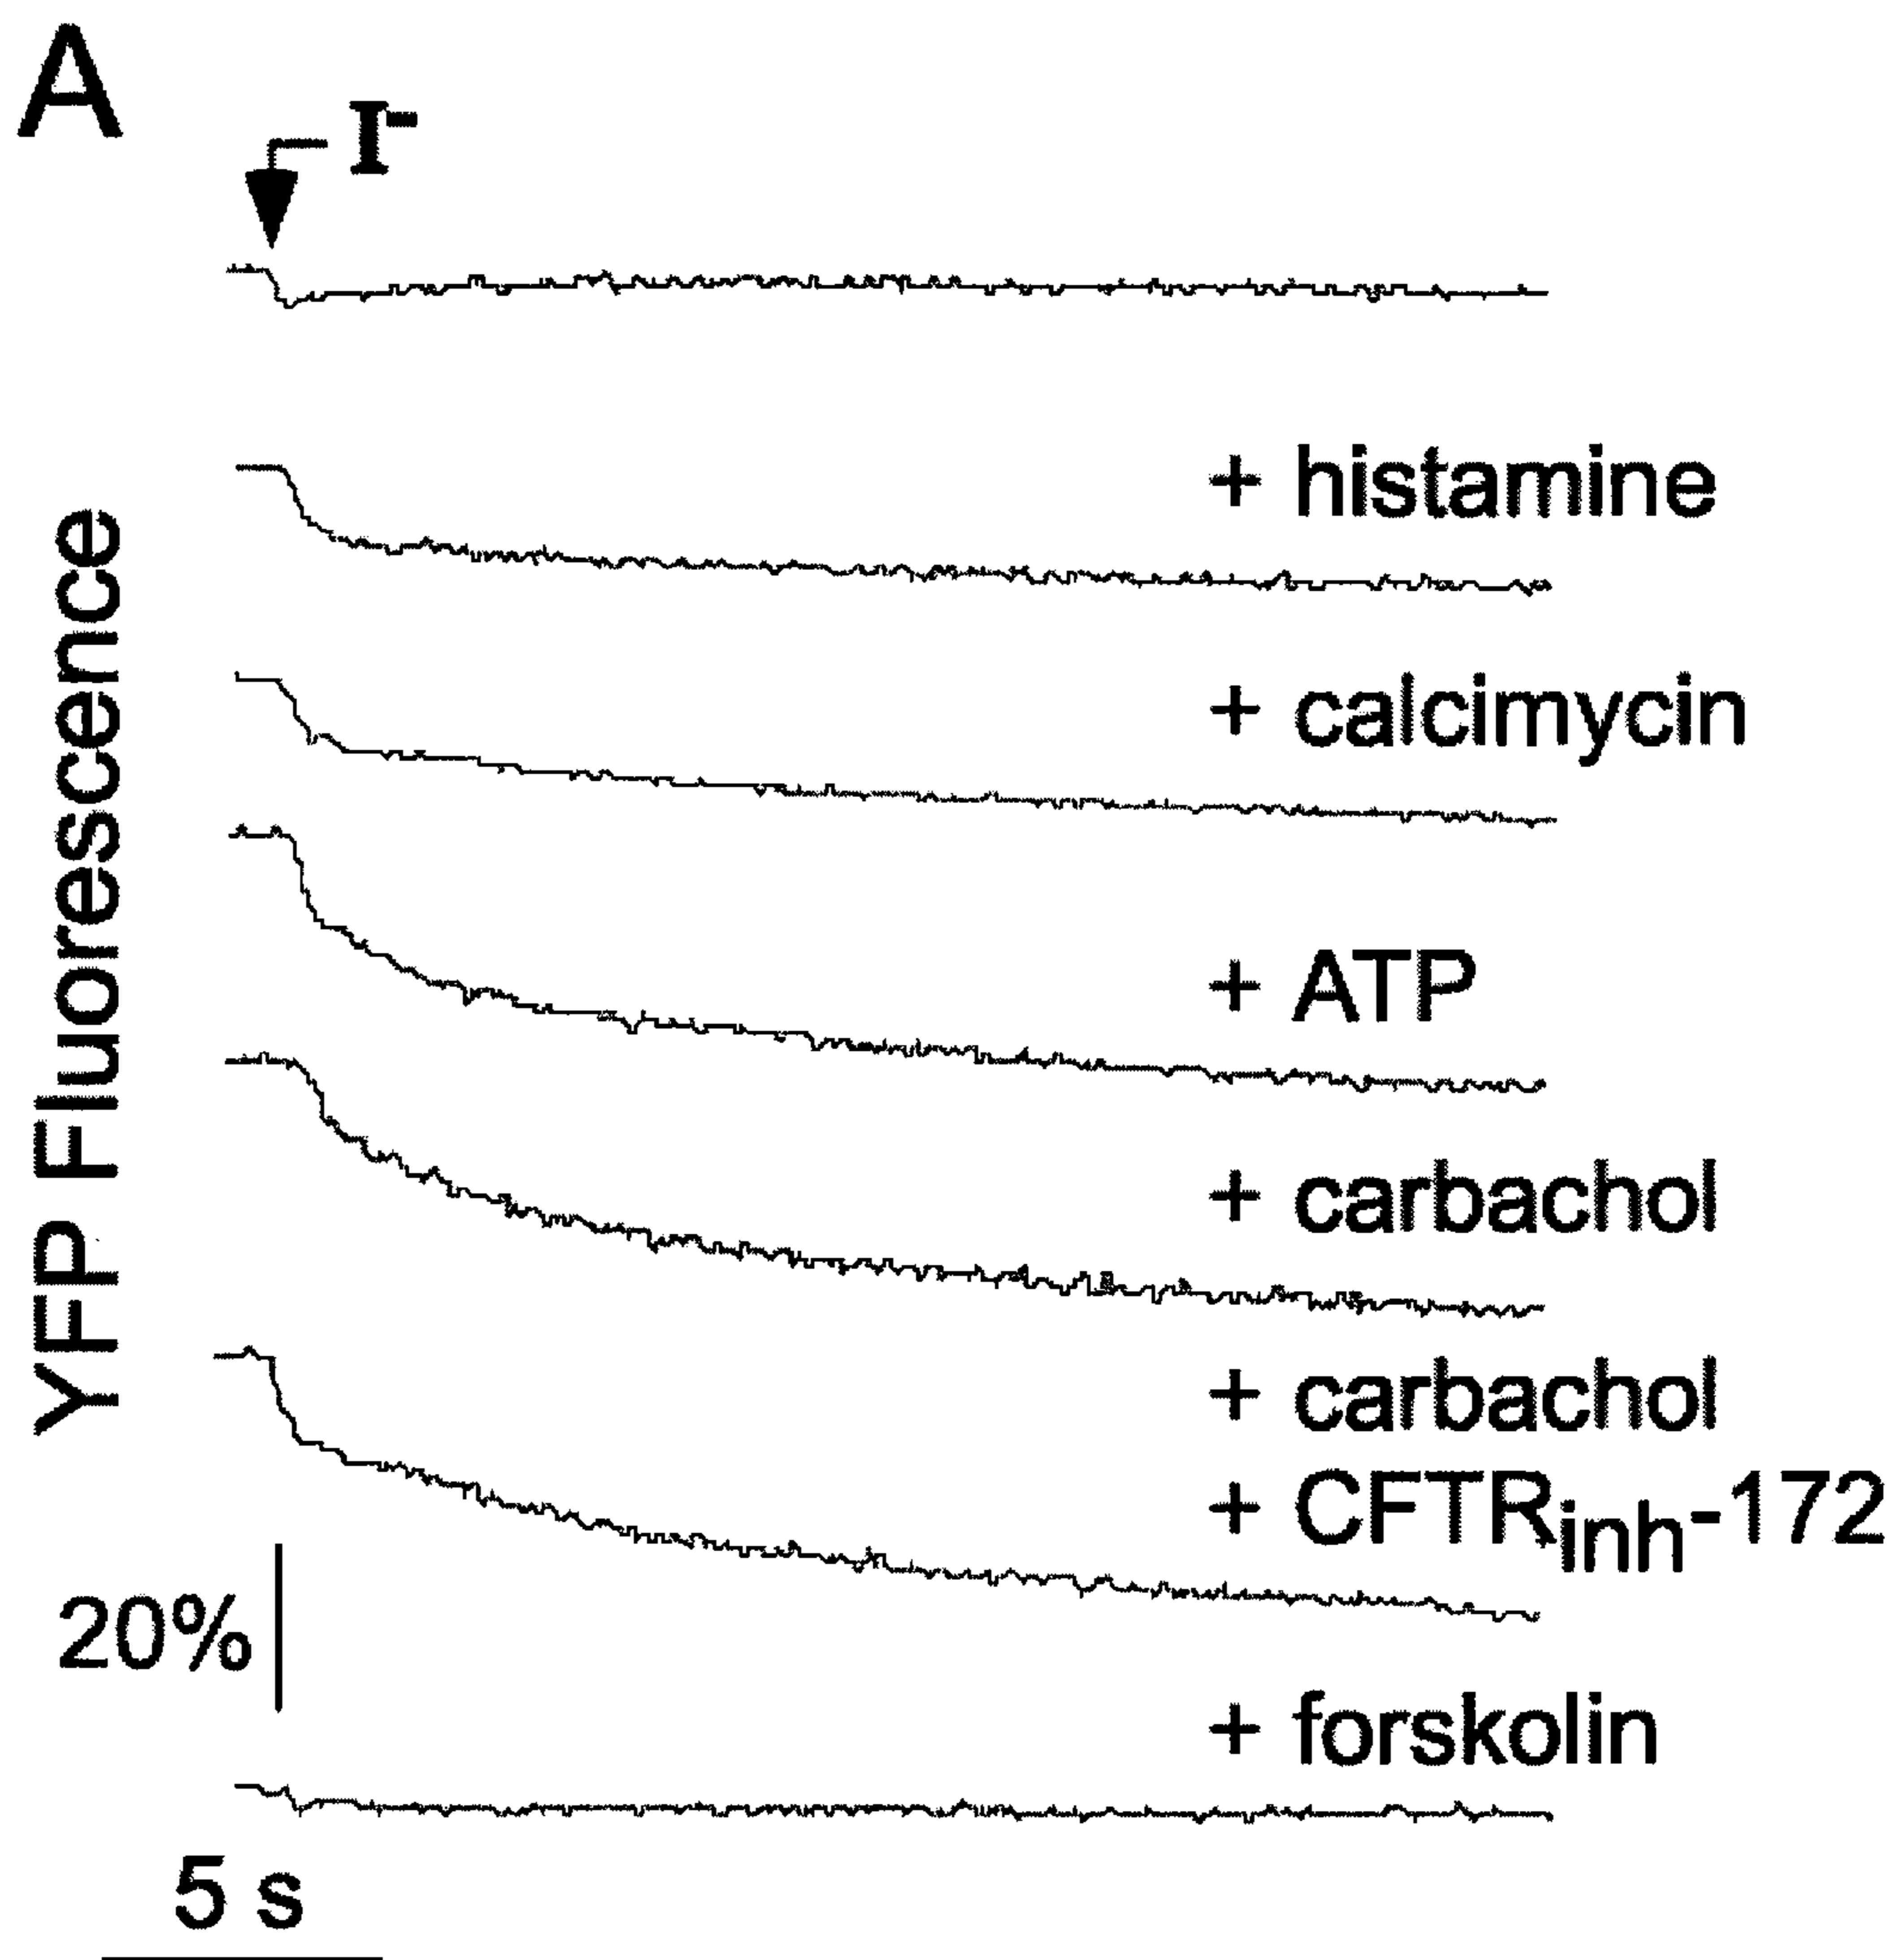 A
I⁻
YFP Fluorescence
+ histamine
+ calcimycin
+ ATP
+ carbachol
+ carbachol
+ CFTRinh-172
20%
+ forskolin
5 s